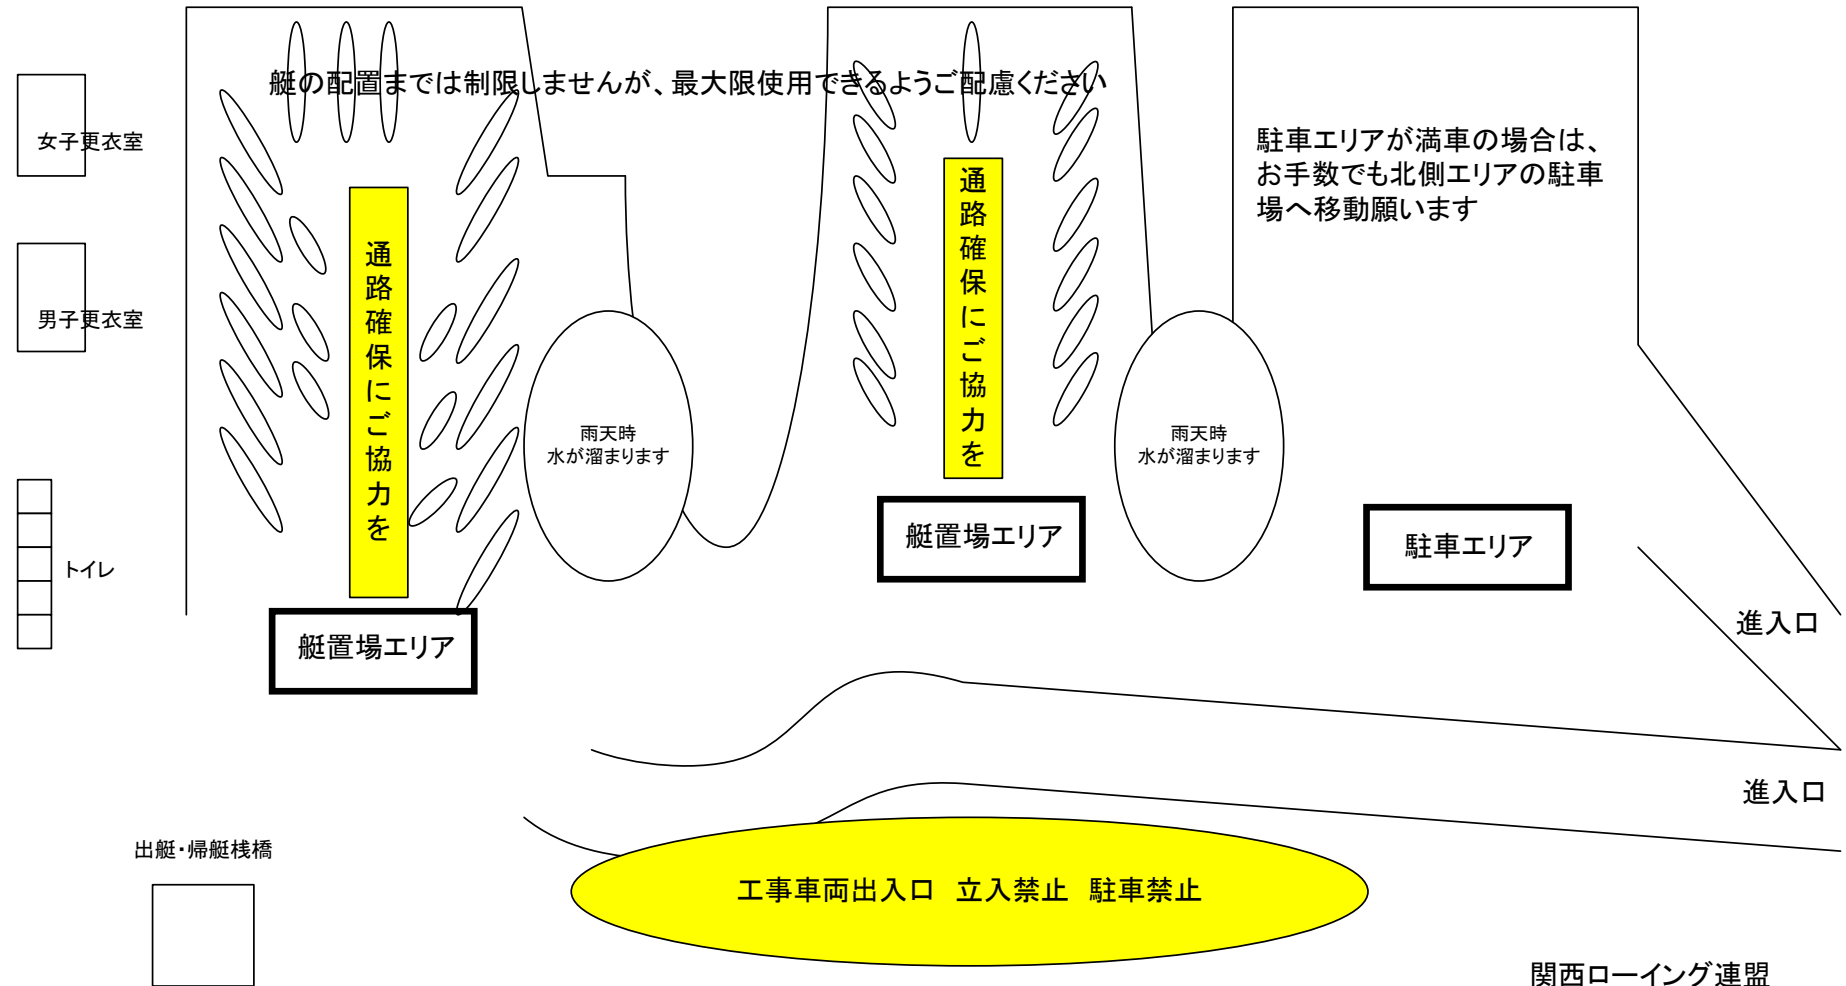 艇の配置までは制限しませんが、最大限使用できるようご配慮ください
女子更衣室
男子更衣室
トイレ
通路確保にご協力を
艇置場エリア
雨天時
水が溜まります
通路確保にご協力を
艇置場エリア
雨天時
水が溜まります
駐車エリアが満車の場合は、
お手数でも北側エリアの駐車
場へ移動願います
駐車エリア
進入口
進入口
出艇・帰艇桟橋
工事車両出入口 立入禁止 駐車禁止
関西ローイング連盟